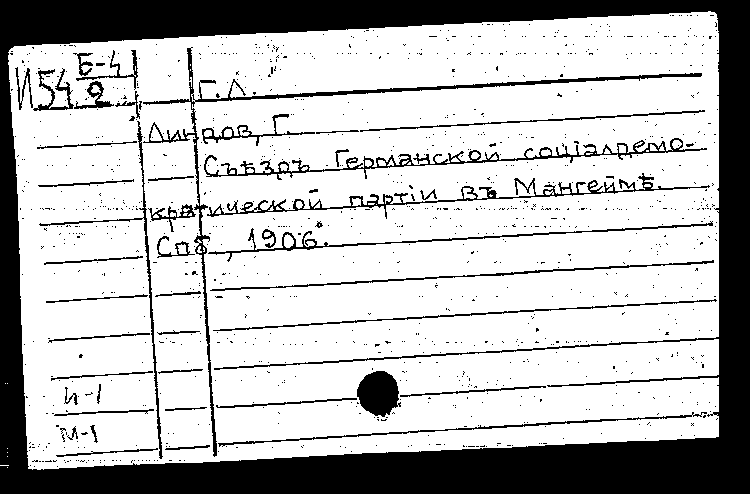 И54 Б-4
2
Г. Л.
Линдов, Г.
Съѣздъ Германской соціалдемо-
кратической партіи въ Мангеймѣ.
Спб, 1906.
И-1
М-1